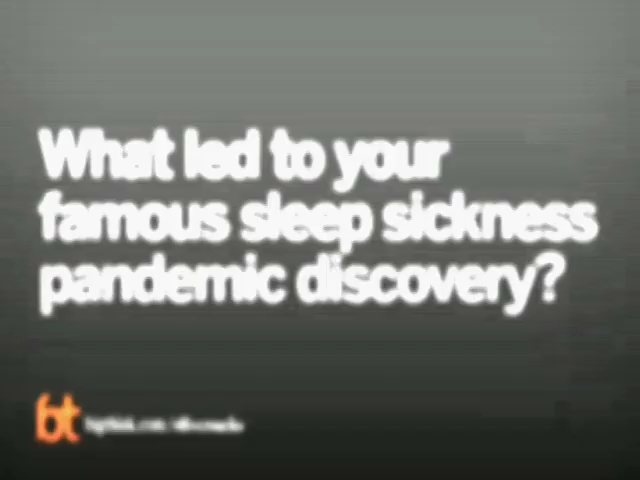 What led to your
famous sleep sickness
pandemic discovery?
bt